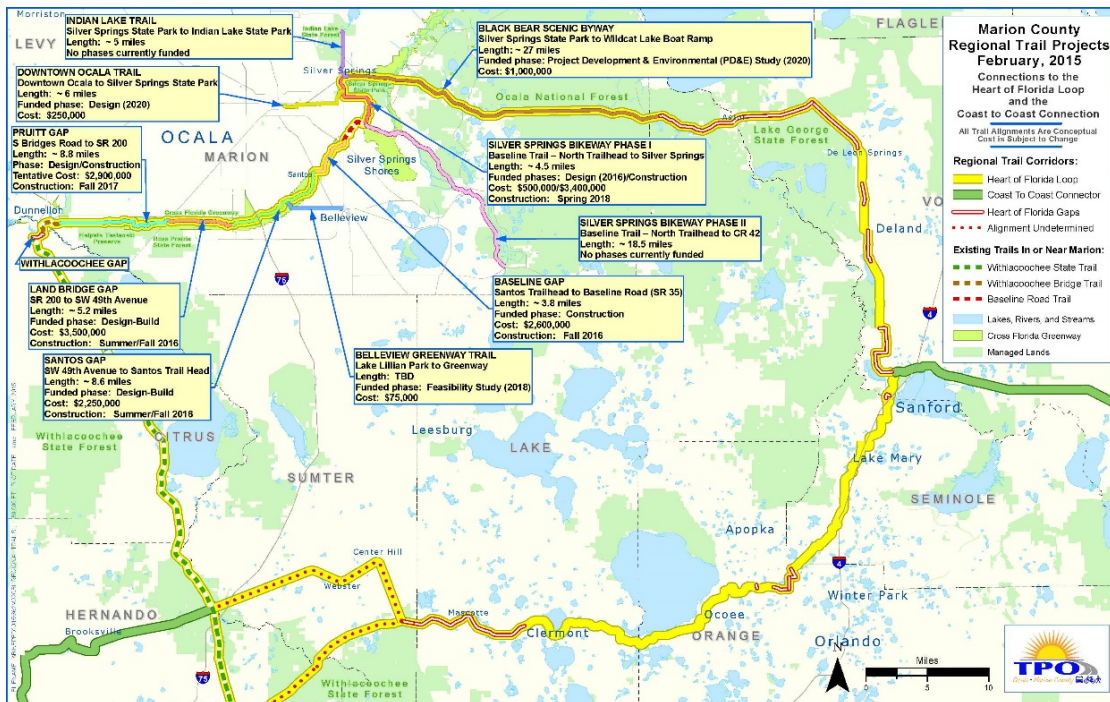 Marion County
Regional Trail Projects
February, 2015
Connections to the
Heart of Florida Loop
and the
Coast to Coast Connection
All Trail Alignments Are Conceptual
Cost is Subject to Change
Regional Trail Corridors:
Heart of Florida Loop
Coast To Coast Connector
Heart of Florida Gaps
Alignment Undetermined
Existing Trails In or Near Marion:
Withlacoochee State Trail
Withlacoochee Bridge Trail
Baseline Road Trail
Lakes, Rivers, and Streams
Cross Florida Greenway
Managed Lands
INDIAN LAKE TRAIL
Silver Springs State Park to Indian Lake State Park
Length: ~ 5 miles
No phases currently funded
BLACK BEAR SCENIC BYWAY
Silver Springs State Park to Wildcat Lake Boat Ramp
Length: ~ 27 miles
Funded phase: Project Development & Environmental (PD&E) Study (2020)
Cost: $1,000,000
DOWNTOWN OCALA TRAIL
Downtown Ocala to Silver Springs State Park
Length: ~ 6 miles
Funded phase: Design (2020)
Cost: $250,000
PRUITT GAP
S Bridges Road to SR 200
Length: ~ 8.8 miles
Phase: Design/Construction
Tentative Cost: $2,900,000
Construction: Fall 2017
SILVER SPRINGS BIKEWAY PHASE I
Baseline Trail – North Trailhead to Silver Springs
Length: ~ 4.5 miles
Funded phases: Design (2016)/Construction
Cost: $500,000/$3,400,000
Construction: Spring 2018
SILVER SPRINGS BIKEWAY PHASE II
Baseline Trail – North Trailhead to CR 42
Length: ~ 18.5 miles
No phases currently funded
WITHLACOOCHEE GAP
LAND BRIDGE GAP
SR 200 to SW 49th Avenue
Length: ~ 5.2 miles
Funded phase: Design-Build
Cost: $3,500,000
Construction: Summer/Fall 2016
BASELINE GAP
Santos Trailhead to Baseline Road (SR 35)
Length: ~ 3.8 miles
Funded phase: Construction
Cost: $2,600,000
Construction: Fall 2016
SANTOS GAP
SW 49th Avenue to Santos Trail Head
Length: ~ 8.6 miles
Funded phase: Design-Build
Cost: $2,250,000
Construction: Summer/Fall 2016
BELLEVIEW GREENWAY TRAIL
Lake Lillian Park to Greenway
Length: TBD
Funded phase: Feasibility Study (2018)
Cost: $75,000
Morriston
LEVY
FLAGLER
Indian Lake
State Forest
Silver Springs
Ocala National Forest
OCALA
MARION
Astor
Lake George
State Forest
De Leon Springs
Silver Springs
Shores
Santos
Belleview
Dunnellon
Cross Florida Greenway
Ross Prairie
State Forest
Deland
75
4
Withlacoochee
State Forest
CITRUS
Leesburg
LAKE
SUMTER
Sanford
Lake Mary
SEMINOLE
Apopka
Center Hill
Webster
HERNANDO
Brooksville
Mascotte
Clermont
Ocoee
ORANGE
Winter Park
4
Orlando
75
Withlacoochee
State Forest
Miles
0 5 10
N
TPO